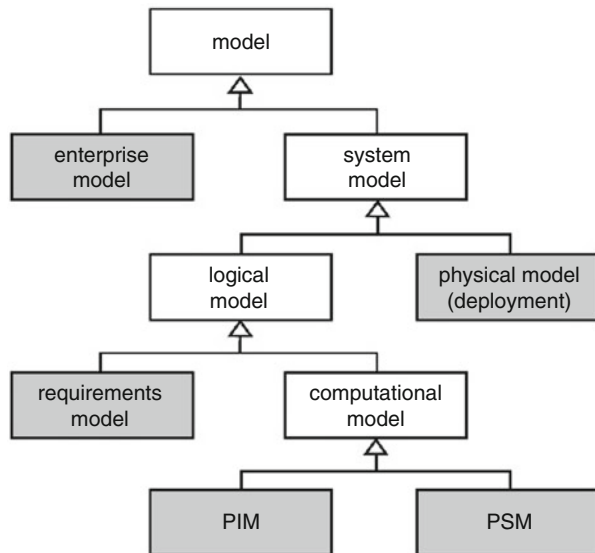 model
enterprise
model
system
model
logical
model
physical model
(deployment)
requirements
model
computational
model
PIM
PSM